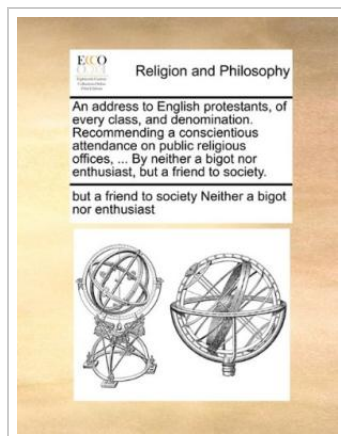 ECCO
Religion and Philosophy
An address to English protestants, of
every class, and denomination.
Recommending a conscientious
attendance on public religious
offices, ... By neither a bigot nor
enthusiast, but a friend to society.
but a friend to society Neither a bigot
nor enthusiast